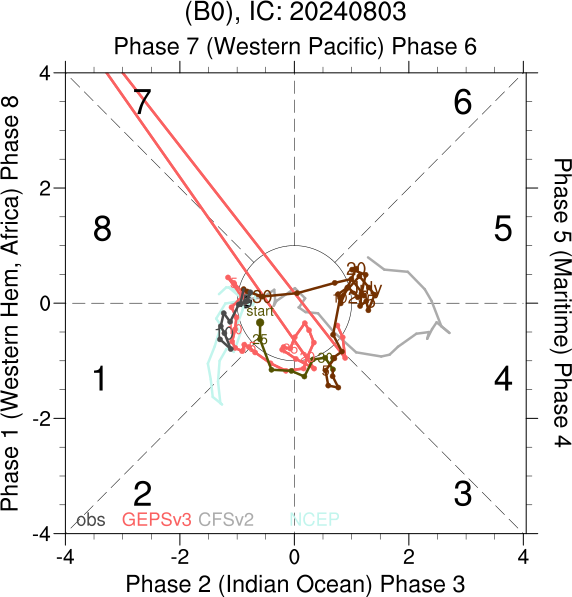 (B0), IC: 20240803
Phase 7 (Western Pacific) Phase 6
Phase 1 (Western Hem, Africa) Phase 8
Phase 5 (Maritime) Phase 4
4
2
0
-2
-4
7
6
8
5
1
4
2
3
start
25
30
30
obs GEPSv3 CFSv2 NCEP
-4 -2 0 2 4
Phase 2 (Indian Ocean) Phase 3